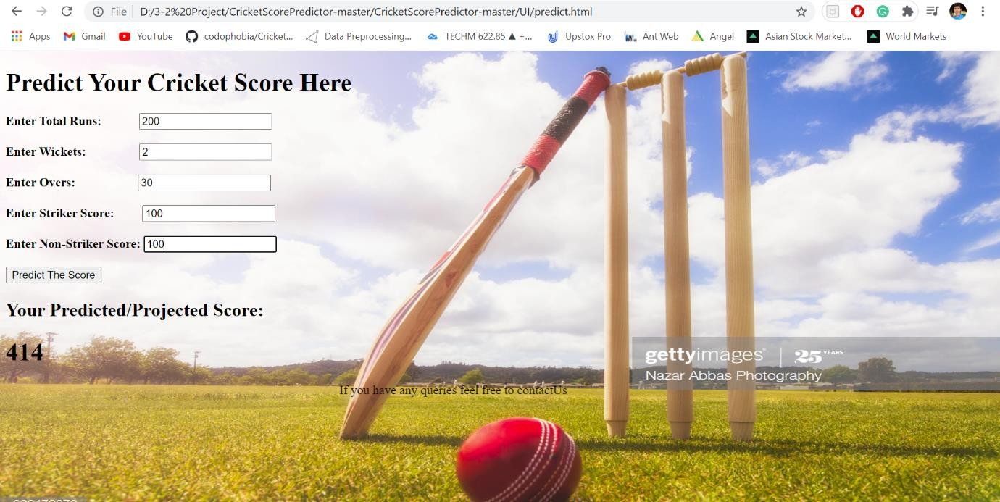 File D:/3-2%20Project/CricketScorePredictor-master/CricketScorePredictor-master/UI/predict.html
Apps Gmail YouTube codophobia/Cricket... Data Preprocessing... TECHM 622.85 ▲ +... Upstox Pro Ant Web Angel Asian Stock Market... World Markets
Predict Your Cricket Score Here
Enter Total Runs: 200
Enter Wickets: 2
Enter Overs: 30
Enter Striker Score: 100
Enter Non-Striker Score: 100
Predict The Score
Your Predicted/Projected Score:
414
gettyimages 25 YEARS
Nazar Abbas Photography
If you have any queries feel free to contactUs